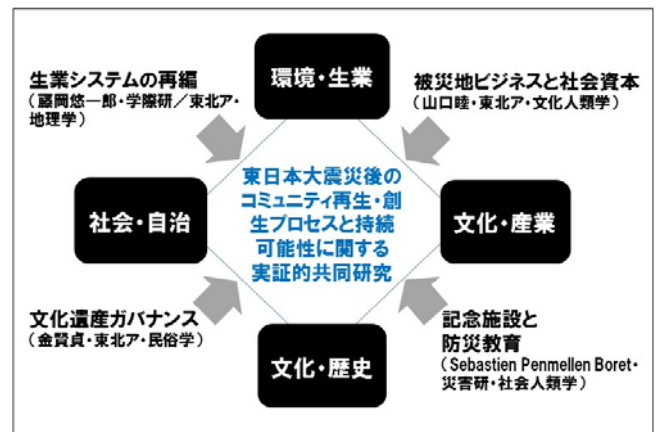 環境・生業
生業システムの再編
（藤岡悠一郎・学際研／東北ア・
地理学）
被災地ビジネスと社会資本
（山口睦・東北ア・文化人類学）
東日本大震災後の
コミュニティ再生・創
生プロセスと持続
可能性に関する
実証的共同研究
社会・自治
文化・産業
文化遺産ガバナンス
（金賢貞・東北ア・民俗学）
記念施設と
防災教育
（Sebastien Penmellen Boret・
災害研・社会人類学）
文化・歴史